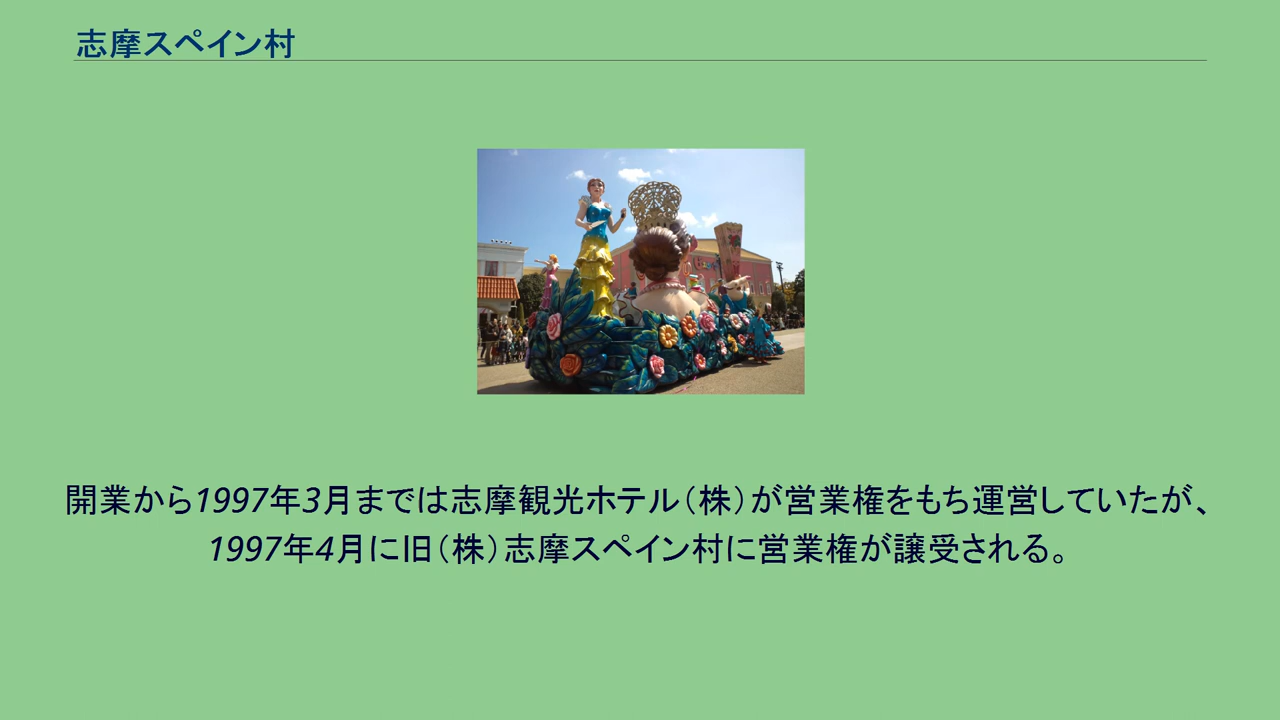 志摩スペイン村
開業から1997年3月までは志摩観光ホテル（株）が営業権をもち運営していたが、
1997年4月に旧（株）志摩スペイン村に営業権が譲受される。